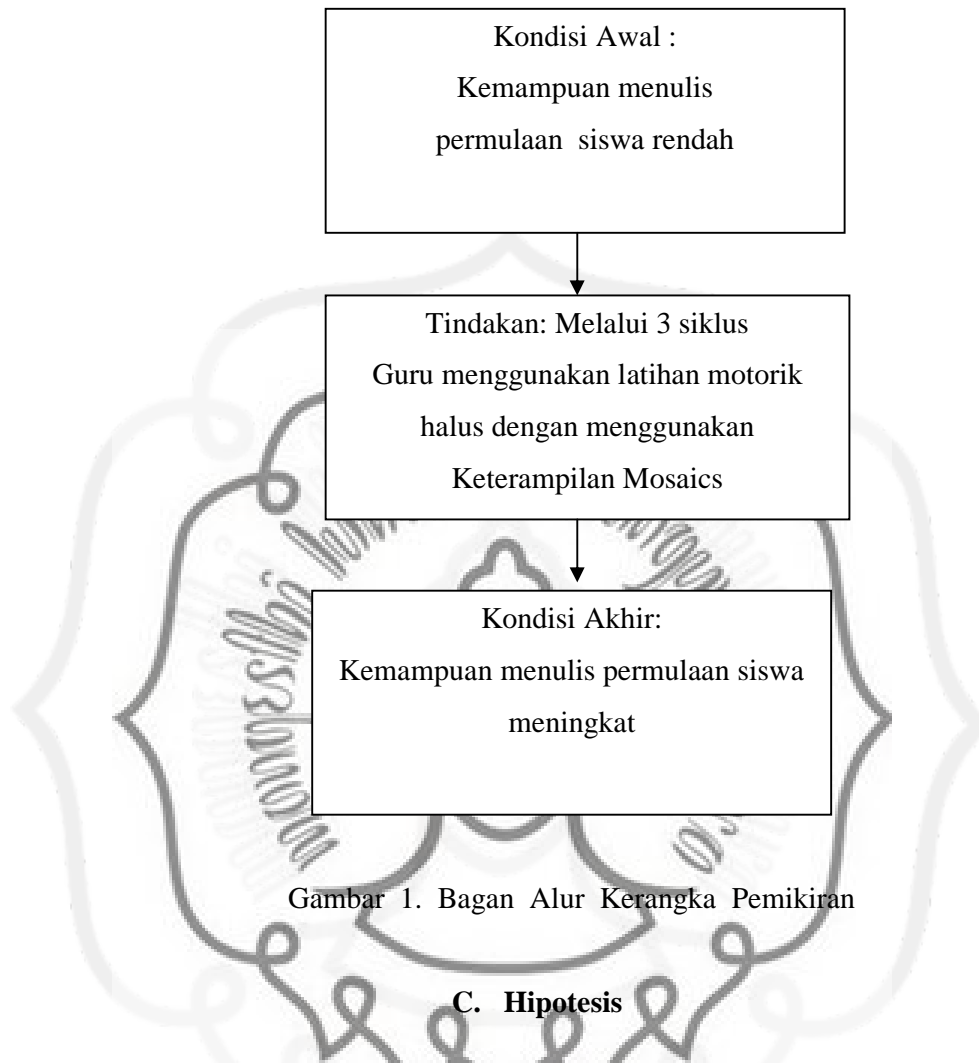 Kondisi Awal :
Kemampuan menulis
permulaan siswa rendah
Tindakan: Melalui 3 siklus
Guru menggunakan latihan motorik
halus dengan menggunakan
Keterampilan Mosaics
Kondisi Akhir:
Kemampuan menulis permulaan siswa
meningkat
Gambar 1. Bagan Alur Kerangka Pemikiran
C. Hipotesis